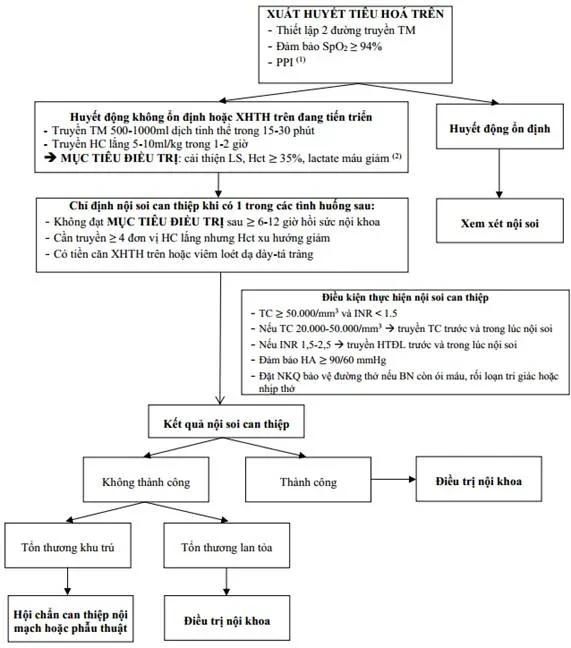 XUẤT HUYẾT TIÊU HOÁ TRÊN
- Thiết lập 2 đường truyền TM
- Đảm bảo SpO₂ ≥ 94%
- PPI ⁽¹⁾
Huyết động không ổn định hoặc XHTH trên đang tiến triển
- Truyền TM 500-1000ml dịch tinh thể trong 15-30 phút
- Truyền HC lắng 5-10ml/kg trong 1-2 giờ
➔ MỤC TIÊU ĐIỀU TRỊ: cải thiện LS, Hct ≥ 35%, lactate máu giảm ⁽²⁾
Huyết động ổn định
Chỉ định nội soi can thiệp khi có 1 trong các tình huống sau:
- Không đạt MỤC TIÊU ĐIỀU TRỊ sau ≥ 6-12 giờ hồi sức nội khoa
- Cần truyền ≥ 4 đơn vị HC lắng nhưng Hct xu hướng giảm
- Có tiền căn XHTH trên hoặc viêm loét dạ dày-tá tràng
Xem xét nội soi
Điều kiện thực hiện nội soi can thiệp
- TC ≥ 50.000/mm³ và INR < 1.5
- Nếu TC 20.000-50.000/mm³ ➔ truyền TC trước và trong lúc nội soi
- Nếu INR 1,5-2,5 ➔ truyền HTĐL trước và trong lúc nội soi
- Đảm bảo HA ≥ 90/60 mmHg
- Đặt NKQ bảo vệ đường thở nếu BN còn ói máu, rối loạn tri giác hoặc
nhịp thở
Kết quả nội soi can thiệp
Không thành công
Thành công
Điều trị nội khoa
Tổn thương khu trú
Tổn thương lan tỏa
Hội chẩn can thiệp nội
mạch hoặc phẫu thuật
Điều trị nội khoa